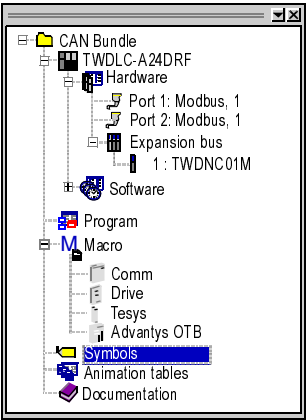 CAN Bundle
TWDLC-A24DRF
Hardware
Port 1: Modbus, 1
Port 2: Modbus, 1
Expansion bus
1 : TWDNC01M
Software
Program
Macro
Comm
Drive
Tesys
Advantys OTB
Symbols
Animation tables
Documentation